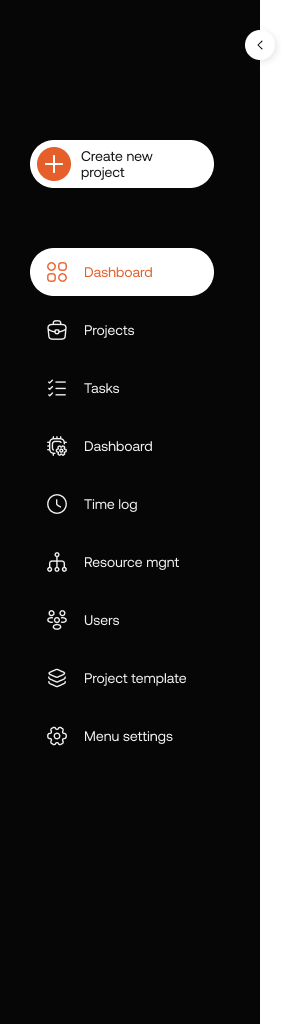 Create new
project
Dashboard
Projects
Tasks
Dashboard
Time log
Resource mgnt
Users
Project template
Menu settings